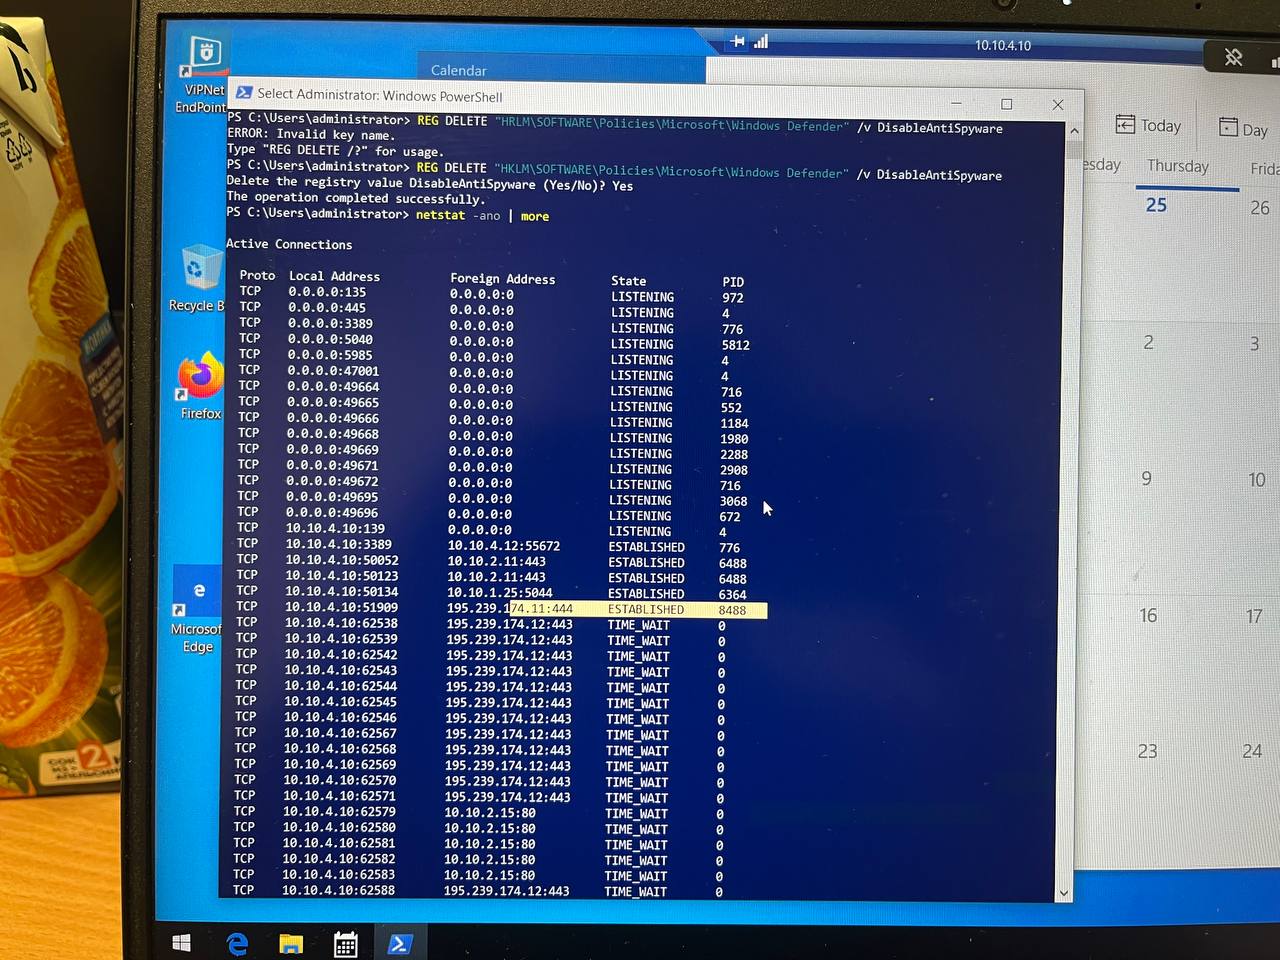 10.10.4.10
ViPNet
EndPoint
Calendar
Select Administrator: Windows PowerShell
PS C:\Users\administrator> REG DELETE "HRLM\SOFTWARE\Policies\Microsoft\Windows Defender" /v DisableAntiSpyware
ERROR: Invalid key name.
Type "REG DELETE /?" for usage.
PS C:\Users\administrator> REG DELETE "HKLM\SOFTWARE\Policies\Microsoft\Windows Defender" /v DisableAntiSpyware
Delete the registry value DisableAntiSpyware (Yes/No)? Yes
The operation completed successfully.
PS C:\Users\administrator> netstat -ano | more
Active Connections
Proto Local Address Foreign Address State PID
TCP 0.0.0.0:135 0.0.0.0:0 LISTENING 972
TCP 0.0.0.0:445 0.0.0.0:0 LISTENING 4
TCP 0.0.0.0:3389 0.0.0.0:0 LISTENING 776
TCP 0.0.0.0:5040 0.0.0.0:0 LISTENING 5812
TCP 0.0.0.0:5985 0.0.0.0:0 LISTENING 4
TCP 0.0.0.0:47001 0.0.0.0:0 LISTENING 4
TCP 0.0.0.0:49664 0.0.0.0:0 LISTENING 716
TCP 0.0.0.0:49665 0.0.0.0:0 LISTENING 552
TCP 0.0.0.0:49666 0.0.0.0:0 LISTENING 1184
TCP 0.0.0.0:49668 0.0.0.0:0 LISTENING 1980
TCP 0.0.0.0:49669 0.0.0.0:0 LISTENING 2288
TCP 0.0.0.0:49671 0.0.0.0:0 LISTENING 2908
TCP 0.0.0.0:49672 0.0.0.0:0 LISTENING 716
TCP 0.0.0.0:49695 0.0.0.0:0 LISTENING 3068
TCP 0.0.0.0:49696 0.0.0.0:0 LISTENING 672
TCP 10.10.4.10:139 0.0.0.0:0 LISTENING 4
TCP 10.10.4.10:3389 10.10.4.12:55672 ESTABLISHED 776
TCP 10.10.4.10:50052 10.10.2.11:443 ESTABLISHED 6488
TCP 10.10.4.10:50123 10.10.2.11:443 ESTABLISHED 6488
TCP 10.10.4.10:50134 10.10.1.25:5044 ESTABLISHED 6364
TCP 10.10.4.10:51909 195.239.174.11:444 ESTABLISHED 8488
TCP 10.10.4.10:62538 195.239.174.12:443 TIME_WAIT 0
TCP 10.10.4.10:62539 195.239.174.12:443 TIME_WAIT 0
TCP 10.10.4.10:62542 195.239.174.12:443 TIME_WAIT 0
TCP 10.10.4.10:62543 195.239.174.12:443 TIME_WAIT 0
TCP 10.10.4.10:62544 195.239.174.12:443 TIME_WAIT 0
TCP 10.10.4.10:62545 195.239.174.12:443 TIME_WAIT 0
TCP 10.10.4.10:62546 195.239.174.12:443 TIME_WAIT 0
TCP 10.10.4.10:62567 195.239.174.12:443 TIME_WAIT 0
TCP 10.10.4.10:62568 195.239.174.12:443 TIME_WAIT 0
TCP 10.10.4.10:62569 195.239.174.12:443 TIME_WAIT 0
TCP 10.10.4.10:62570 195.239.174.12:443 TIME_WAIT 0
TCP 10.10.4.10:62571 195.239.174.12:443 TIME_WAIT 0
TCP 10.10.4.10:62579 10.10.2.15:80 TIME_WAIT 0
TCP 10.10.4.10:62580 10.10.2.15:80 TIME_WAIT 0
TCP 10.10.4.10:62581 10.10.2.15:80 TIME_WAIT 0
TCP 10.10.4.10:62582 10.10.2.15:80 TIME_WAIT 0
TCP 10.10.4.10:62583 10.10.2.15:80 TIME_WAIT 0
TCP 10.10.4.10:62588 195.239.174.12:443 TIME_WAIT 0
Recycle B
Firefox
Microsof
Edge
Today Day
esday Thursday Frida
25 26
2 3
9 10
16 17
23 24
СОК
2